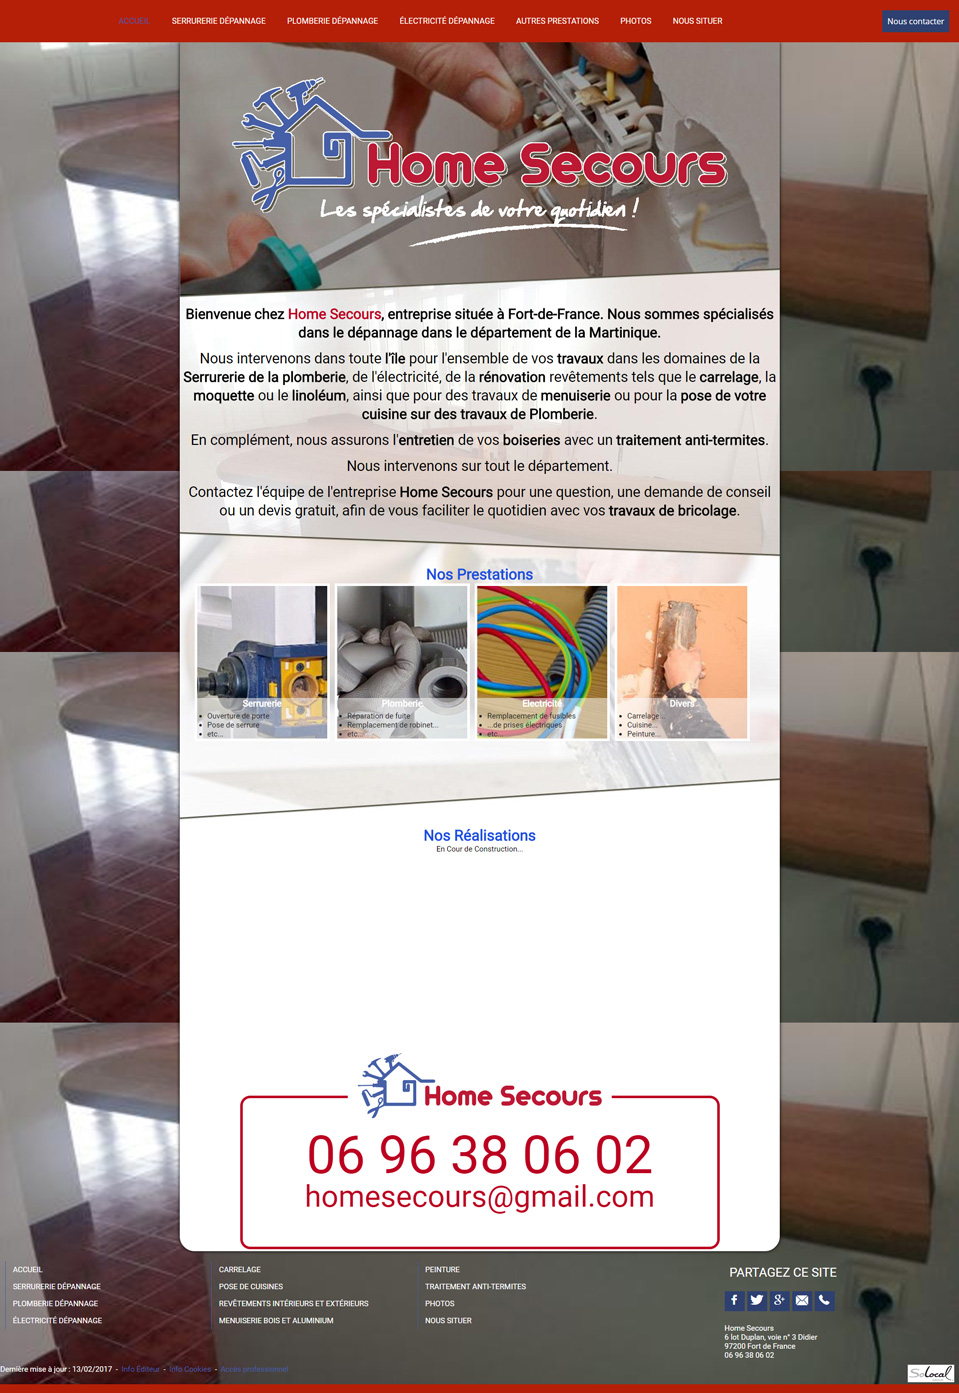 ACCUEIL
SERRURERIE DÉPANNAGE
PLOMBERIE DÉPANNAGE
ÉLECTRICITÉ DÉPANNAGE
AUTRES PRESTATIONS
PHOTOS
NOUS SITUER
Nous contacter
Home Secours
Les spécialistes de votre quotidien !
Bienvenue chez Home Secours, entreprise située à Fort-de-France. Nous sommes spécialisés
dans le dépannage dans le département de la Martinique.
Nous intervenons dans toute l'île pour l'ensemble de vos travaux dans les domaines de la
Serrurerie de la plomberie, de l'électricité, de la rénovation revêtements tels que le carrelage, la
moquette ou le linoléum, ainsi que pour des travaux de menuiserie ou pour la pose de votre
cuisine sur des travaux de Plomberie.
En complément, nous assurons l'entretien de vos boiseries avec un traitement anti-termites.
Nous intervenons sur tout le département.
Contactez l'équipe de l'entreprise Home Secours pour une question, une demande de conseil
ou un devis gratuit, afin de vous faciliter le quotidien avec vos travaux de bricolage.
Nos Prestations
Serrurerie
Ouverture de porte
Pose de serrure
etc...
Plomberie
Réparation de fuite
Remplacement de robinet...
etc...
Electricité
Remplacement de fusibles
...de prises électriques
etc...
Divers
Carrelage...
Cuisine...
Peinture...
Nos Réalisations
En Cour de Construction...
Home Secours
06 96 38 06 02
homesecours@gmail.com
ACCUEIL
SERRURERIE DÉPANNAGE
PLOMBERIE DÉPANNAGE
ÉLECTRICITÉ DÉPANNAGE
CARRELAGE
POSE DE CUISINES
REVÊTEMENTS INTÉRIEURS ET EXTÉRIEURS
MENUISERIE BOIS ET ALUMINIUM
PEINTURE
TRAITEMENT ANTI-TERMITES
PHOTOS
NOUS SITUER
PARTAGEZ CE SITE
Home Secours
6 lot Duplan, voie n° 3 Didier
97200 Fort de France
06 96 38 06 02
Dernière mise à jour : 13/02/2017 - Info Éditeur - Info Cookies - Accès professionnel
SoLocal